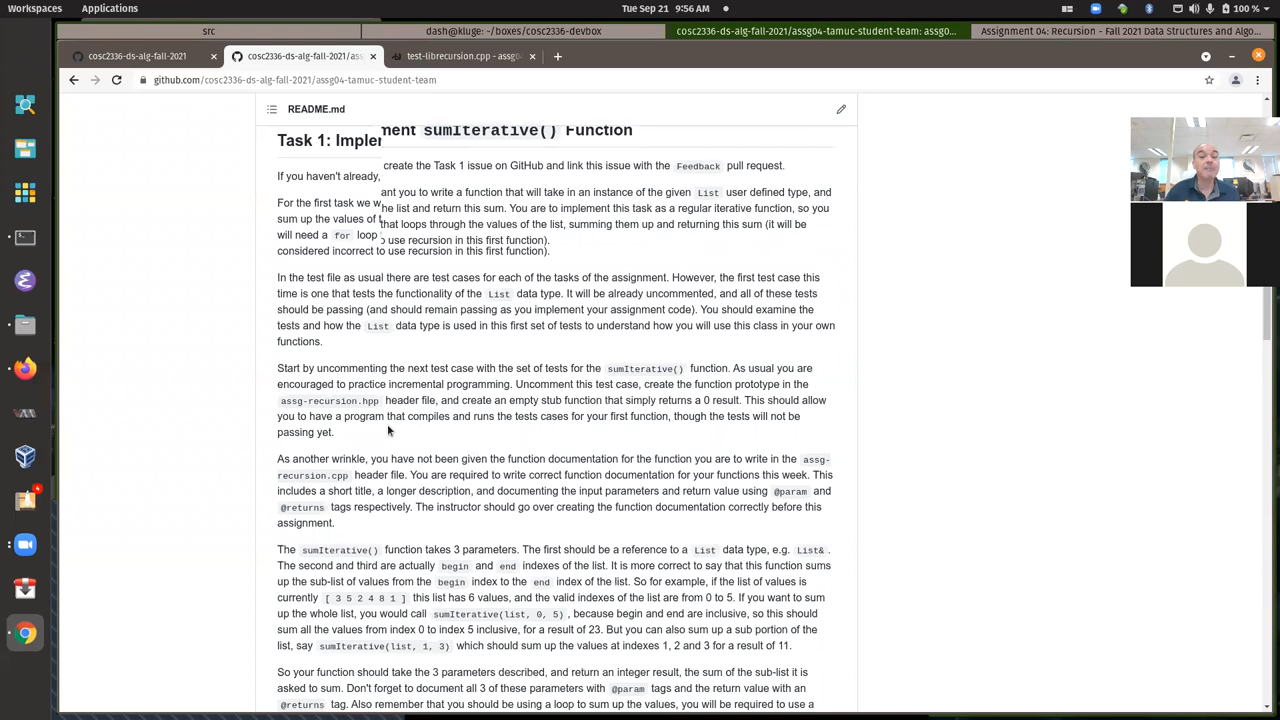 Workspaces Applications Tue Sep 21 9:56 AM 100 %
src dash@kluge: ~/boxes/cosc2336-devbox cosc2336-ds-alg-fall-2021/assg04-tamuc-student-team: assg0... Assignment 04: Recursion - Fall 2021 Data Structures and Algo...
cosc2336-ds-alg-fall-2021 cosc2336-ds-alg-fall-2021/ass test-librecursion.cpp - assg0
github.com/cosc2336-ds-alg-fall-2021/assg04-tamuc-student-team
README.md
Task 1: Impler
ment sumIterative() Function
create the Task 1 issue on GitHub and link this issue with the Feedback pull request.
If you haven't already,
ant you to write a function that will take in an instance of the given List user defined type, and
For the first task we w
he list and return this sum. You are to implement this task as a regular iterative function, so you
sum up the values of t
that loops through the values of the list, summing them up and returning this sum (it will be
will need a for loop
o use recursion in this first function).
considered incorrect to use recursion in this first function).
In the test file as usual there are test cases for each of the tasks of the assignment. However, the first test case this
time is one that tests the functionality of the List data type. It will be already uncommented, and all of these tests
should be passing (and should remain passing as you implement your assignment code). You should examine the
tests and how the List data type is used in this first set of tests to understand how you will use this class in your own
functions.
Start by uncommenting the next test case with the set of tests for the sumIterative() function. As usual you are
encouraged to practice incremental programming. Uncomment this test case, create the function prototype in the
assg-recursion.hpp header file, and create an empty stub function that simply returns a 0 result. This should allow
you to have a program that compiles and runs the tests cases for your first function, though the tests will not be
passing yet.
As another wrinkle, you have not been given the function documentation for the function you are to write in the assg-
recursion.cpp header file. You are required to write correct function documentation for your functions this week. This
includes a short title, a longer description, and documenting the input parameters and return value using @param and
@returns tags respectively. The instructor should go over creating the function documentation correctly before this
assignment.
The sumIterative() function takes 3 parameters. The first should be a reference to a List data type, e.g. List& .
The second and third are actually begin and end indexes of the list. It is more correct to say that this function sums
up the sub-list of values from the begin index to the end index of the list. So for example, if the list of values is
currently [ 3 5 2 4 8 1 ] this list has 6 values, and the valid indexes of the list are from 0 to 5. If you want to sum
up the whole list, you would call sumIterative(list, 0, 5) , because begin and end are inclusive, so this should
sum all the values from index 0 to index 5 inclusive, for a result of 23. But you can also sum up a sub portion of the
list, say sumIterative(list, 1, 3) which should sum up the values at indexes 1, 2 and 3 for a result of 11.
So your function should take the 3 parameters described, and return an integer result, the sum of the sub-list it is
asked to sum. Don't forget to document all 3 of these parameters with @param tags and the return value with an
@returns tag. Also remember that you should be using a loop to sum up the values, you will be required to use a